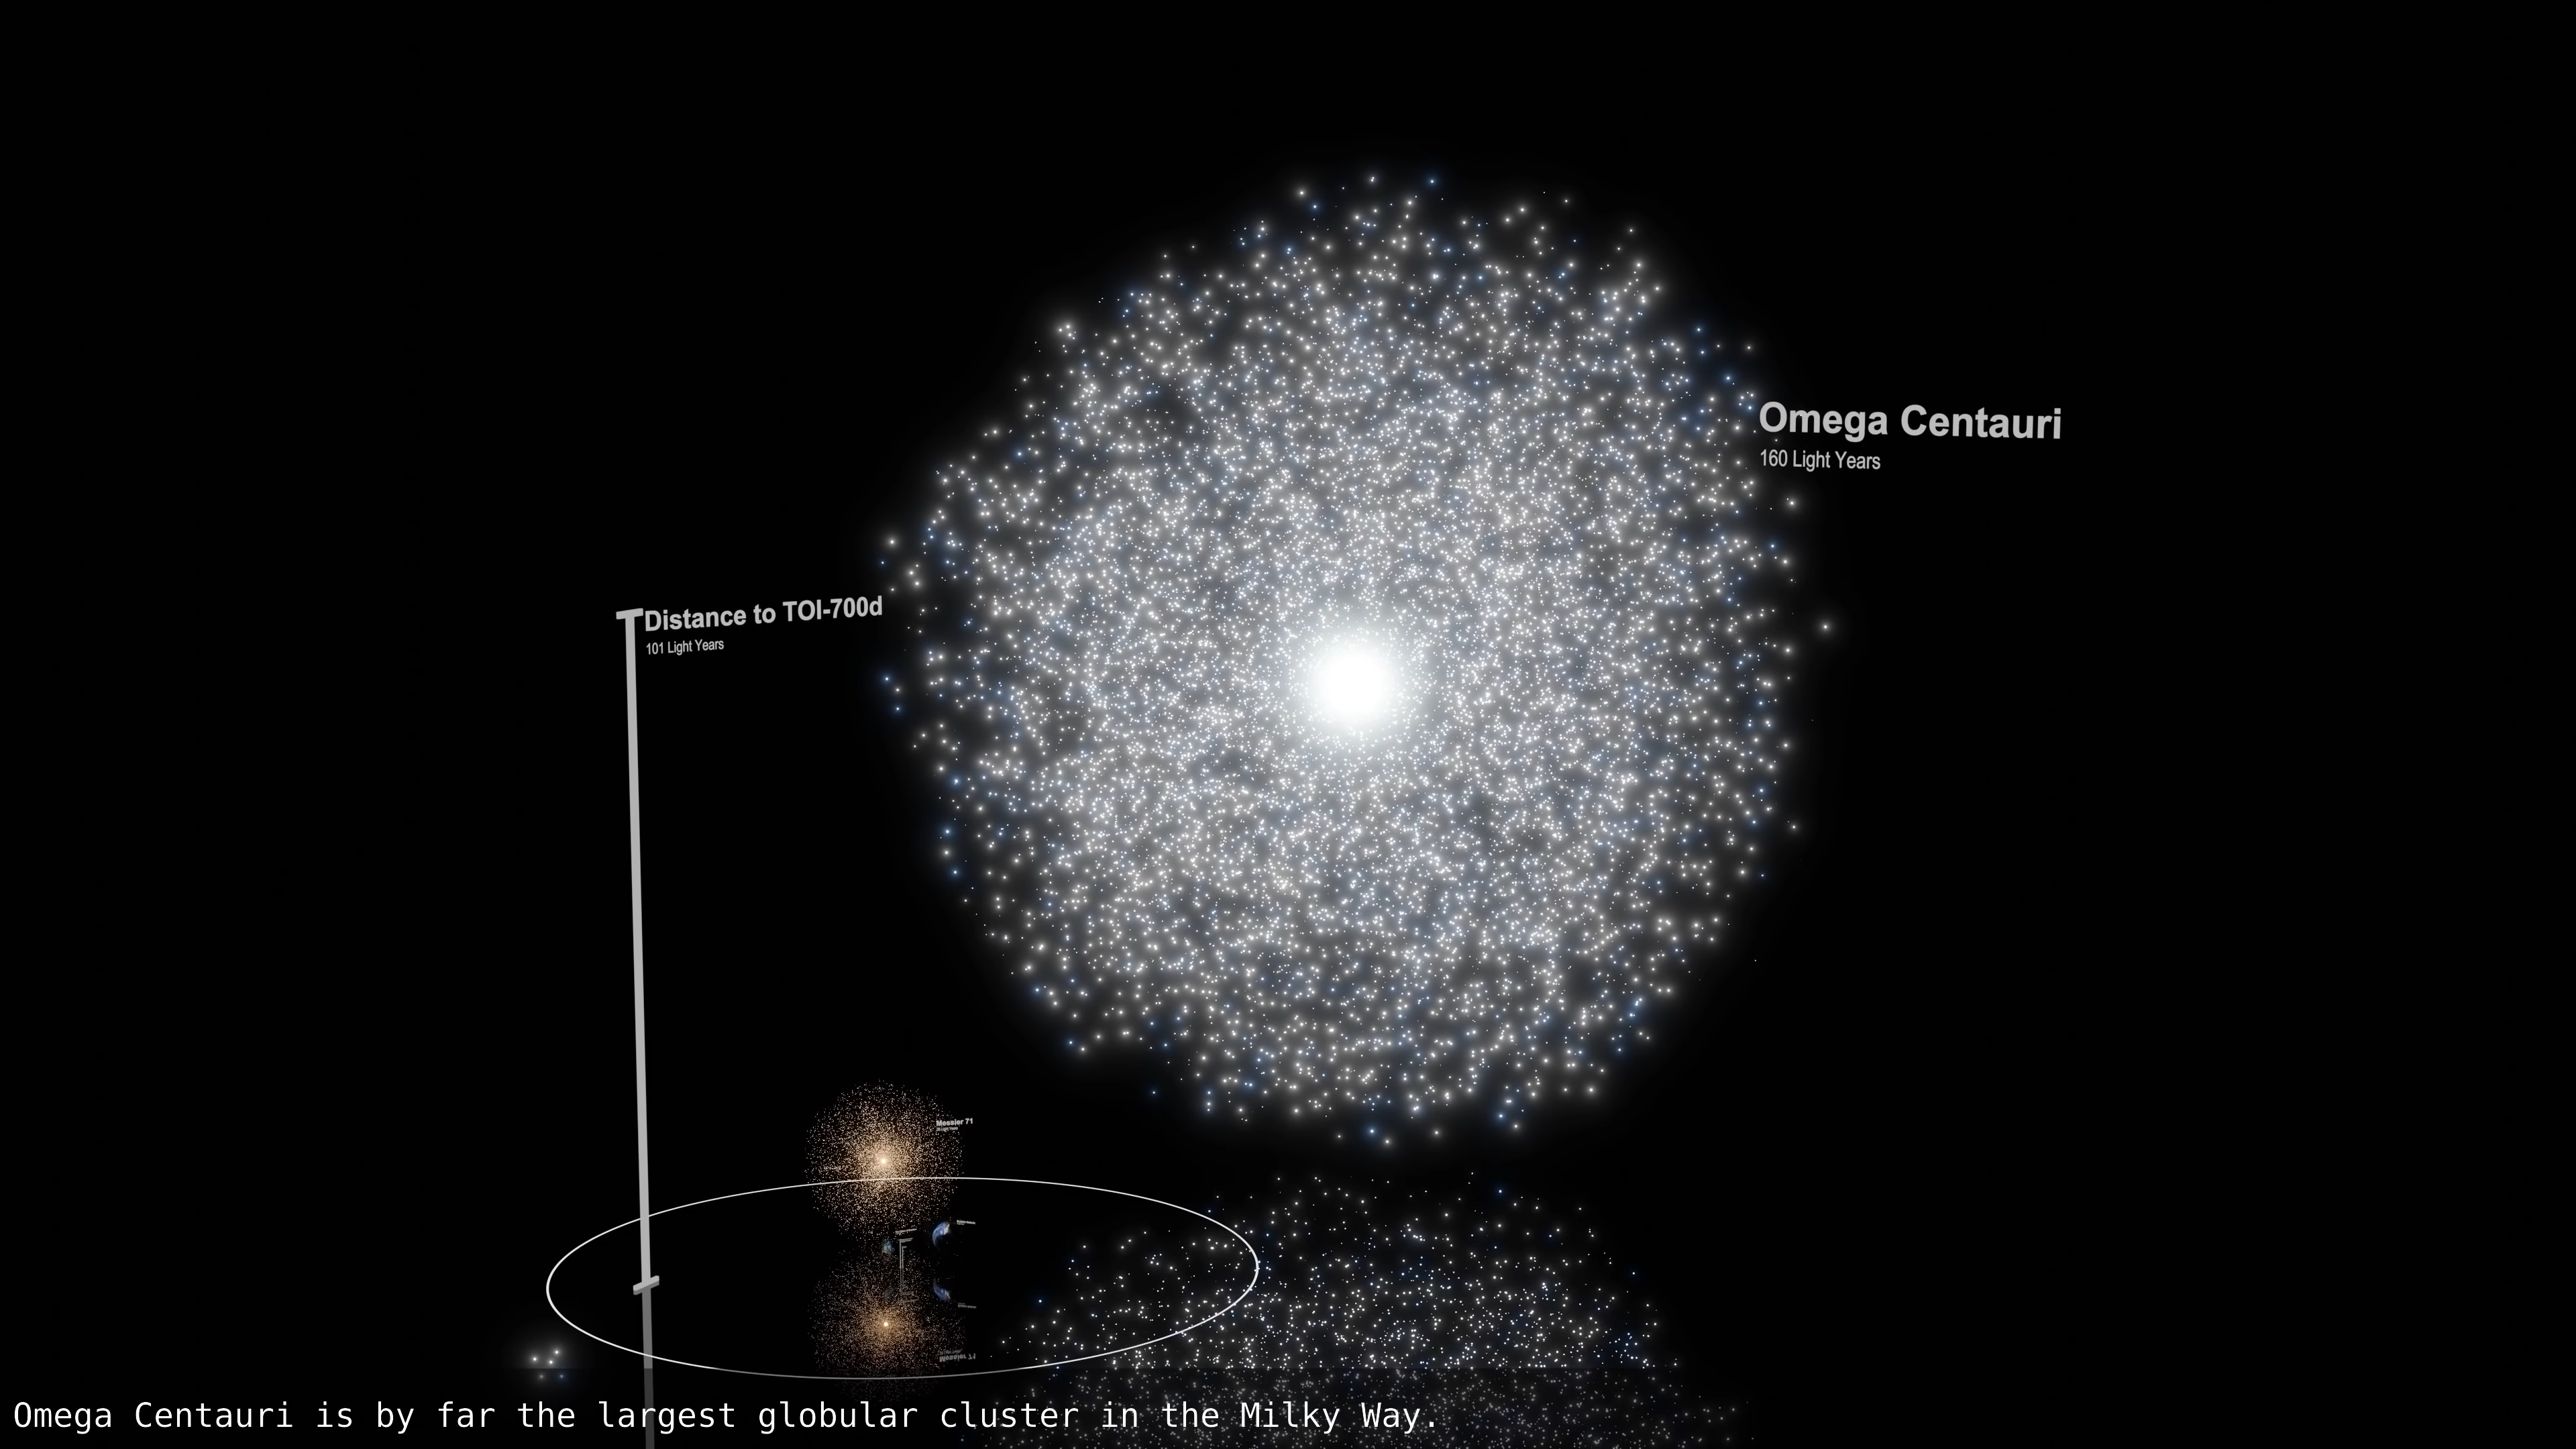 Omega Centauri
160 Light Years
Distance to TOI-700d
101 Light Years
Messier 71
Omega Centauri is by far the largest globular cluster in the Milky Way.